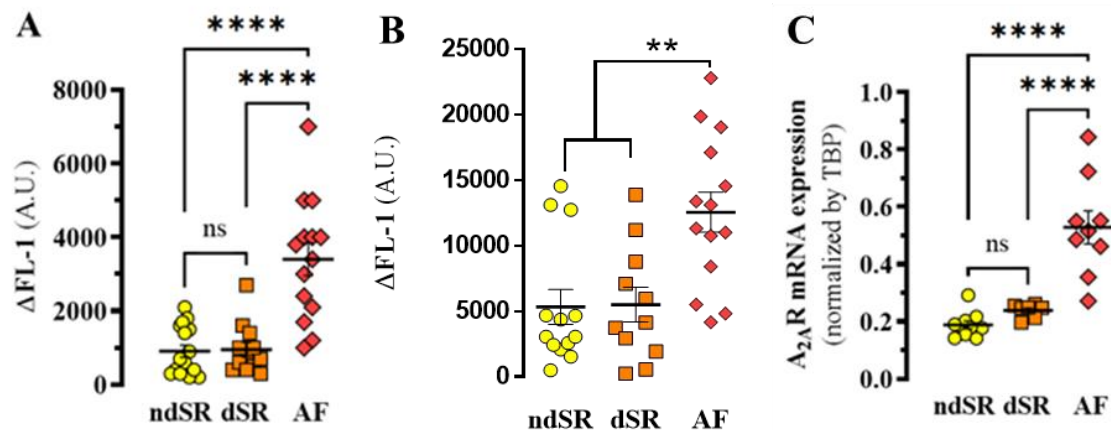 A
****
****
ns
8000
6000
4000
2000
0
ΔFL-1 (A.U.)
ndSR dSR AF
B
**
25000
20000
15000
10000
5000
0
ΔFL-1 (A.U.)
ndSR dSR AF
C
****
****
ns
1.0
0.8
0.6
0.4
0.2
0.0
A2AR mRNA expression
(normalized by TBP)
ndSR dSR AF